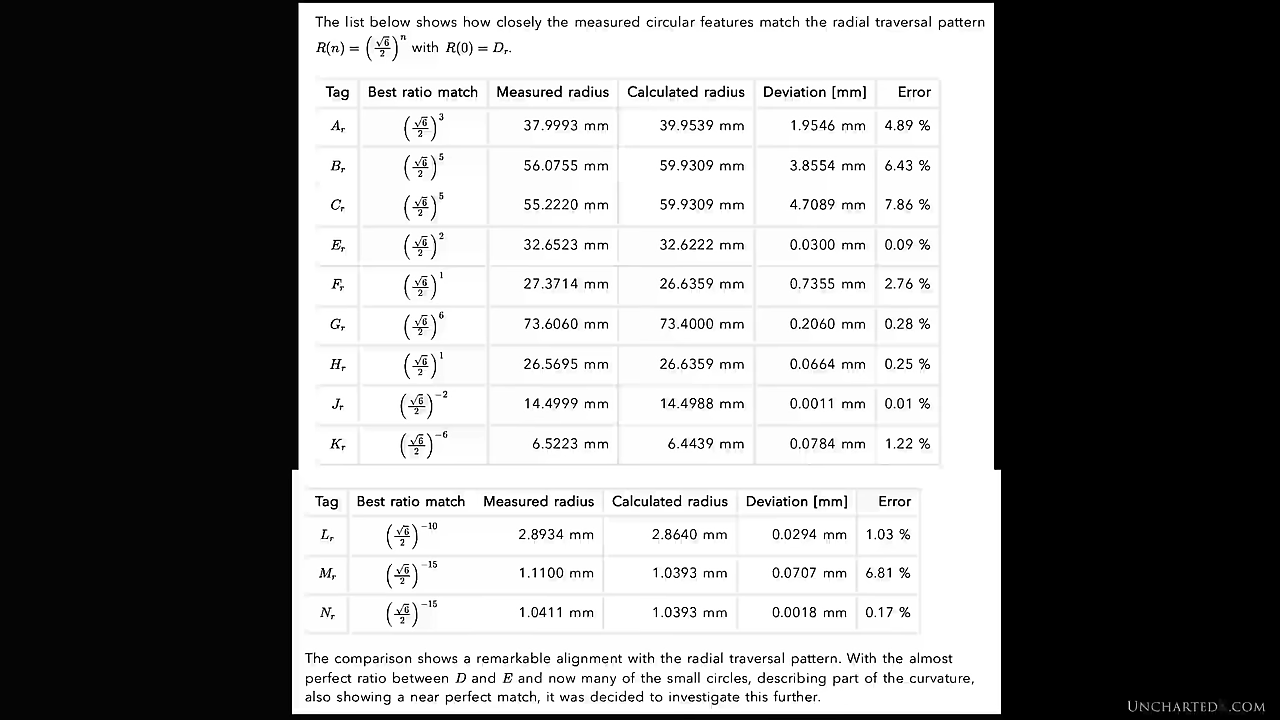 The list below shows how closely the measured circular features match the radial traversal pattern
R(n) = (√6/2)^n with R(0) = D_r.
Tag Best ratio match Measured radius Calculated radius Deviation [mm] Error
A_r (√6/2)^3 37.9993 mm 39.9539 mm 1.9546 mm 4.89 %
B_r (√6/2)^5 56.0755 mm 59.9309 mm 3.8554 mm 6.43 %
C_r (√6/2)^5 55.2220 mm 59.9309 mm 4.7089 mm 7.86 %
E_r (√6/2)^2 32.6523 mm 32.6222 mm 0.0300 mm 0.09 %
F_r (√6/2)^1 27.3714 mm 26.6359 mm 0.7355 mm 2.76 %
G_r (√6/2)^6 73.6060 mm 73.4000 mm 0.2060 mm 0.28 %
H_r (√6/2)^1 26.5695 mm 26.6359 mm 0.0664 mm 0.25 %
J_r (√6/2)^-2 14.4999 mm 14.4988 mm 0.0011 mm 0.01 %
K_r (√6/2)^-6 6.5223 mm 6.4439 mm 0.0784 mm 1.22 %
Tag Best ratio match Measured radius Calculated radius Deviation [mm] Error
L_r (√6/2)^-10 2.8934 mm 2.8640 mm 0.0294 mm 1.03 %
M_r (√6/2)^-15 1.1100 mm 1.0393 mm 0.0707 mm 6.81 %
N_r (√6/2)^-15 1.0411 mm 1.0393 mm 0.0018 mm 0.17 %
The comparison shows a remarkable alignment with the radial traversal pattern. With the almost
perfect ratio between D and E and now many of the small circles, describing part of the curvature,
also showing a near perfect match, it was decided to investigate this further.
UNCHARTED .COM